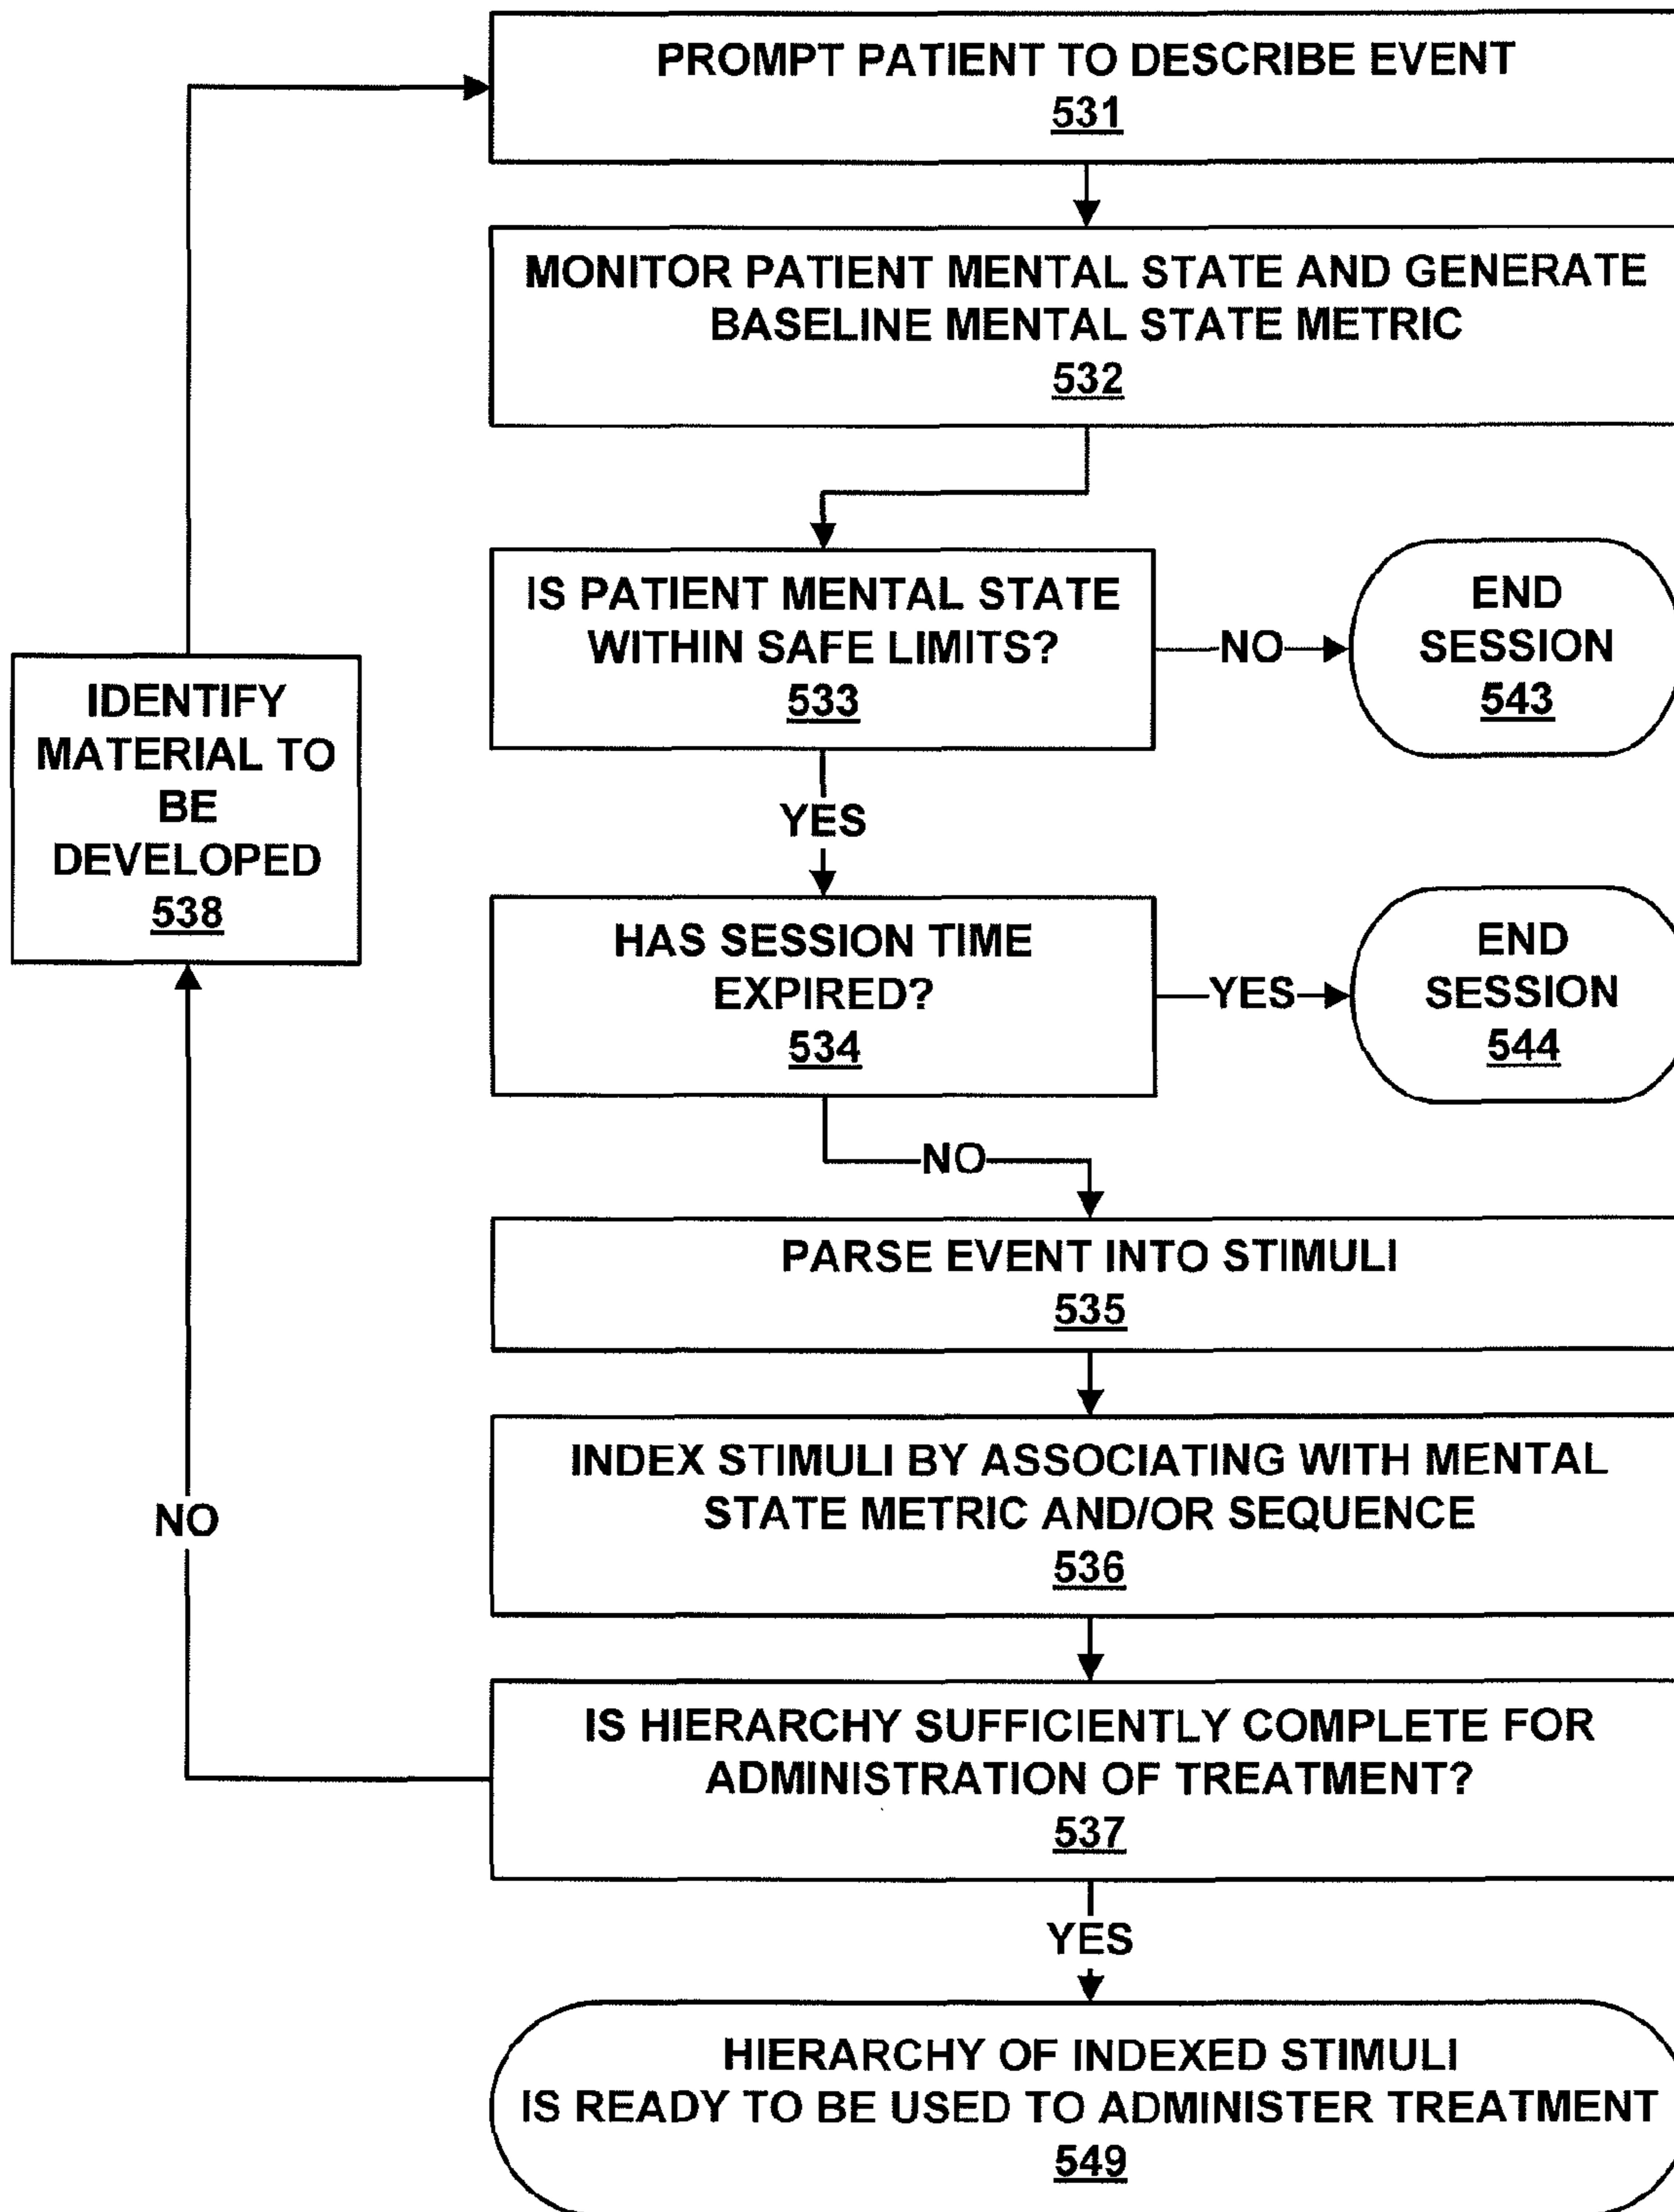 PROMPT PATIENT TO DESCRIBE EVENT
531
MONITOR PATIENT MENTAL STATE AND GENERATE
BASELINE MENTAL STATE METRIC
532
IS PATIENT MENTAL STATE
WITHIN SAFE LIMITS?
533
NO
END
SESSION
543
YES
IDENTIFY
MATERIAL TO
BE
DEVELOPED
538
HAS SESSION TIME
EXPIRED?
534
YES
END
SESSION
544
NO
PARSE EVENT INTO STIMULI
535
INDEX STIMULI BY ASSOCIATING WITH MENTAL
STATE METRIC AND/OR SEQUENCE
536
NO
IS HIERARCHY SUFFICIENTLY COMPLETE FOR
ADMINISTRATION OF TREATMENT?
537
YES
HIERARCHY OF INDEXED STIMULI
IS READY TO BE USED TO ADMINISTER TREATMENT
549